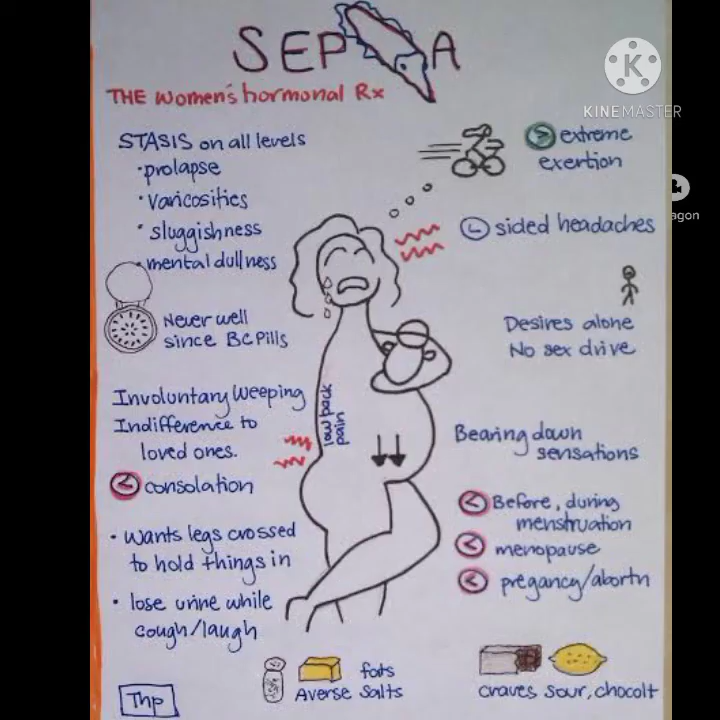 SEPIA
THE Women's hormonal Rx
K
KINEMASTER
agon
STASIS on all levels
• prolapse
• varicosities
• sluggishness
• mental dullness
> extreme
exertion
L sided headaches
Never well
since BC Pills
Desires alone
No sex drive
Involuntary weeping
Indifference to
loved ones.
< consolation
low back
pain
Bearing down
sensations
• wants legs crossed
to hold things in
• lose urine while
cough/laugh
< Before, during
menstruation
< menopause
< pregancy/abortn
fats
Averse Salts
craves sour, chocolt
Thp